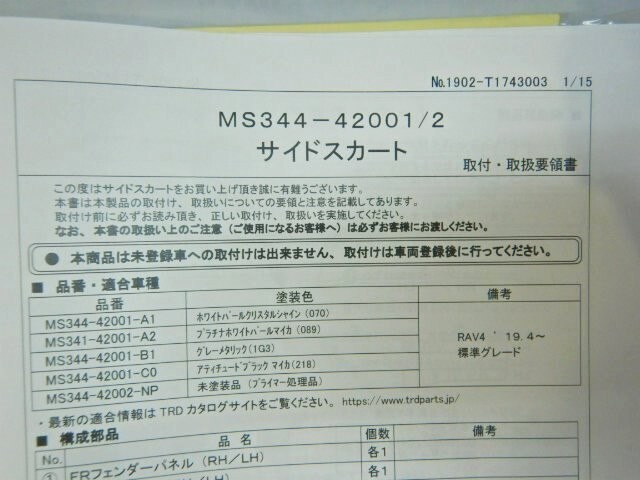 No.1902-T1743003 1/15
MS344-42001/2
サイドスカート
取付・取扱要領書
この度はサイドスカートをお買い上げ頂き誠に有難うございます。
本書は本製品の取付け、取扱いについての要領と注意を記載してあります。
取付け前に必ずお読み頂き、正しい取付け、取扱いを実施してください。
なお、本書の取扱い上のご注意（ご使用になるお客様へ）は必ずお客様にお渡しください。
● 本商品は未登録車への取付けは出来ません、取付けは車両登録後に行ってください。
■ 品番・適合車種
品番 塗装色 備考
MS344-42001-A1 ホワイトパールクリスタルシャイン（070）
MS341-42001-A2 プラチナホワイトパールマイカ（089）
MS344-42001-B1 グレーメタリック（1G3）
MS344-42001-C0 アティチュードブラック マイカ（218）
MS344-42002-NP 未塗装品（プライマー処理品）
RAV4 '19.4～
標準グレード
・最新の適合情報は TRD カタログサイトをご覧ください。https://www.trdparts.jp/
■ 構成部品
No. 品名 個数 備考
① FRフェンダーパネル（RH/LH） 各1
各1